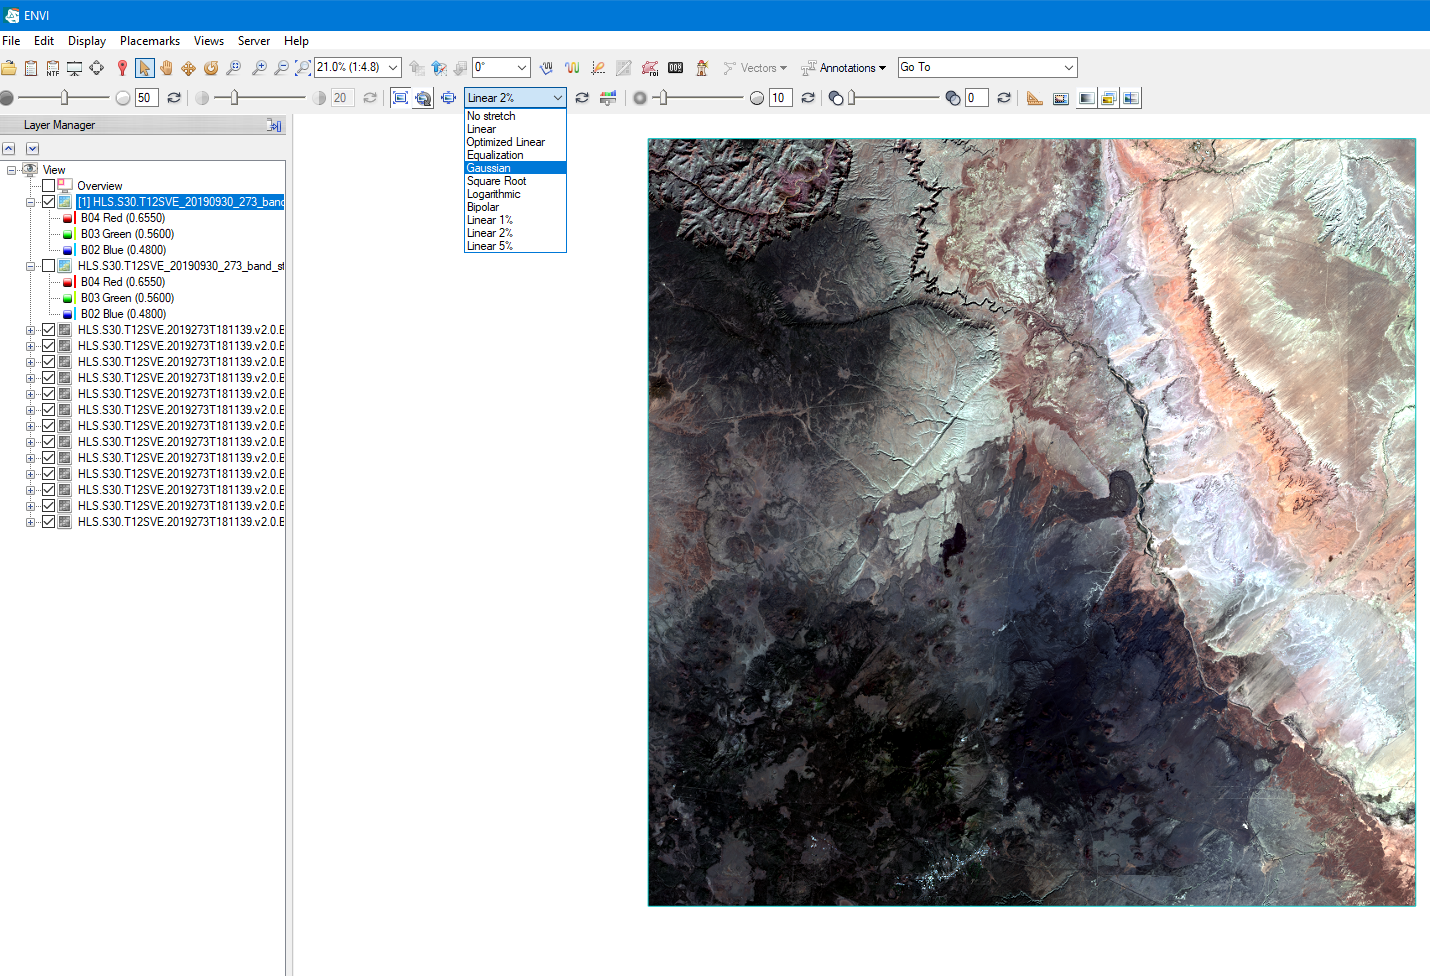 ENVI
File Edit Display Placemarks Views Server Help
NTF 21.0% (1:4.8) 0° roi Vectors Annotations Go To
50 20 Linear 2% 10 0
No stretch
Linear
Optimized Linear
Equalization
Gaussian
Square Root
Logarithmic
Bipolar
Linear 1%
Linear 2%
Linear 5%
Layer Manager
View
Overview
[1] HLS.S30.T12SVE_20190930_273_band
B04 Red (0.6550)
B03 Green (0.5600)
B02 Blue (0.4800)
HLS.S30.T12SVE_20190930_273_band_st
B04 Red (0.6550)
B03 Green (0.5600)
B02 Blue (0.4800)
HLS.S30.T12SVE.2019273T181139.v2.0.B
HLS.S30.T12SVE.2019273T181139.v2.0.B
HLS.S30.T12SVE.2019273T181139.v2.0.B
HLS.S30.T12SVE.2019273T181139.v2.0.B
HLS.S30.T12SVE.2019273T181139.v2.0.B
HLS.S30.T12SVE.2019273T181139.v2.0.B
HLS.S30.T12SVE.2019273T181139.v2.0.B
HLS.S30.T12SVE.2019273T181139.v2.0.B
HLS.S30.T12SVE.2019273T181139.v2.0.B
HLS.S30.T12SVE.2019273T181139.v2.0.B
HLS.S30.T12SVE.2019273T181139.v2.0.B
HLS.S30.T12SVE.2019273T181139.v2.0.B
HLS.S30.T12SVE.2019273T181139.v2.0.B